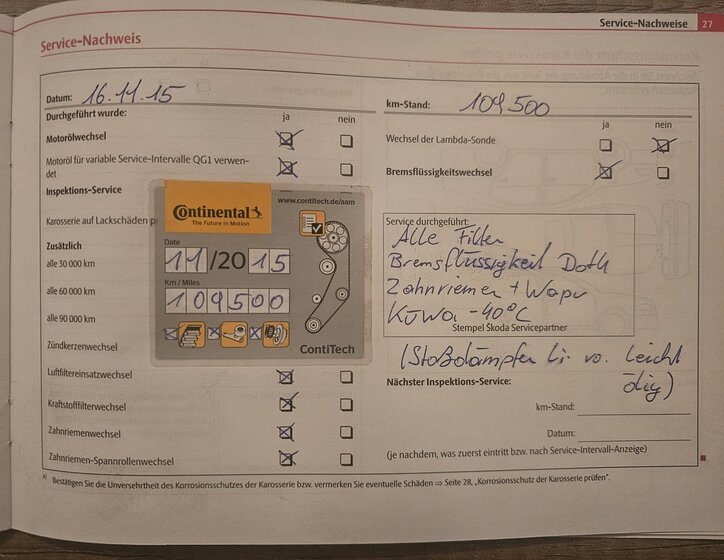 Service-Nachweise 27
Service-Nachweis
Datum: 16.11.15
km-Stand: 109500
Durchgeführt wurde: ja nein
ja nein
Motorölwechsel
Wechsel der Lambda-Sonde
Motoröl für variable Service-Intervalle QG1 verwen-
det
Bremsflüssigkeitswechsel
Inspektions-Service
Karosserie auf Lackschäden
Zusätzlich
alle 30 000 km
alle 60 000 km
alle 90 000 km
Zündkerzenwechsel
Luftfiltereinsatzwechsel
Kraftstofffilterwechsel
Zahnriemenwechsel
Zahnriemen-Spannrollenwechsel
www.contitech.de/aam
Continental
The Future in Motion
Date
11/2015
Km / Miles
109500
ContiTech
Service durchgeführt:
Alle Filter
Bremsflüssigkeit Dot4
Zahnriemen + Wapu
KüWa -40°C
Stempel Škoda Servicepartner
(Stoßdämpfer li. vo. leicht
ölig)
Nächster Inspektions-Service:
km-Stand:
Datum:
(je nachdem, was zuerst eintritt bzw. nach Service-Intervall-Anzeige)
a) Bestätigen Sie die Unversehrtheit des Korrosionsschutzes der Karosserie bzw. vermerken Sie eventuelle Schäden ⇒ Seite 28, „Korrosionsschutz der Karosserie prüfen".